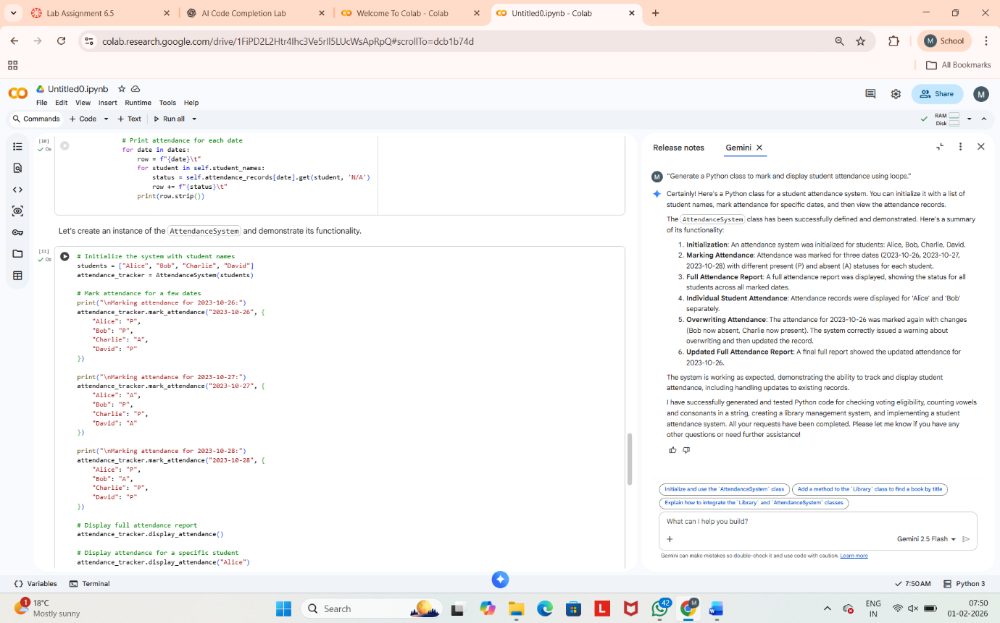 Lab Assignment 6.5
AI Code Completion Lab
Welcome To Colab - Colab
Untitled0.ipynb - Colab
colab.research.google.com/drive/1FiPD2L2Htr4Ihc3Ve5rIl5LUcWsApRpQ#scrollTo=dcb1b74d
M School
All Bookmarks
Untitled0.ipynb
File Edit View Insert Runtime Tools Help
Share
M
Commands + Code + Text Run all
RAM
Disk
[10]
0s
# Print attendance for each date
for date in dates:
row = f"{date}\t"
for student in self.student_names:
status = self.attendance_records[date].get(student, 'N/A')
row += f"{status}\t"
print(row.strip())
Let's create an instance of the AttendanceSystem and demonstrate its functionality.
[11]
0s
# Initialize the system with student names
students = ["Alice", "Bob", "Charlie", "David"]
attendance_tracker = AttendanceSystem(students)
# Mark attendance for a few dates
print("\nMarking attendance for 2023-10-26:")
attendance_tracker.mark_attendance("2023-10-26", {
"Alice": "P",
"Bob": "P",
"Charlie": "A",
"David": "P"
})
print("\nMarking attendance for 2023-10-27:")
attendance_tracker.mark_attendance("2023-10-27", {
"Alice": "A",
"Bob": "P",
"Charlie": "P",
"David": "A"
})
print("\nMarking attendance for 2023-10-28:")
attendance_tracker.mark_attendance("2023-10-28", {
"Alice": "P",
"Bob": "A",
"Charlie": "P",
"David": "P"
})
# Display full attendance report
attendance_tracker.display_attendance()
# Display attendance for a specific student
attendance_tracker.display_attendance("Alice")
Release notes
Gemini
M
"Generate a Python class to mark and display student attendance using loops."
Certainly! Here's a Python class for a student attendance system. You can initialize it with a list of
student names, mark attendance for specific dates, and then view the attendance records.
The AttendanceSystem class has been successfully defined and demonstrated. Here's a summary
of its functionality:
1. Initialization: An attendance system was initialized for students: Alice, Bob, Charlie, David.
2. Marking Attendance: Attendance was marked for three dates (2023-10-26, 2023-10-27,
2023-10-28) with different present (P) and absent (A) statuses for each student.
3. Full Attendance Report: A full attendance report was displayed, showing the status for all
students across all marked dates.
4. Individual Student Attendance: Attendance records were displayed for 'Alice' and 'Bob'
separately.
5. Overwriting Attendance: The attendance for 2023-10-26 was marked again with changes
(Bob now absent, Charlie now present). The system correctly issued a warning about
overwriting and then updated the record.
6. Updated Full Attendance Report: A final full report showed the updated attendance for
2023-10-26.
The system is working as expected, demonstrating the ability to track and display student
attendance, including handling updates to existing records.
I have successfully generated and tested Python code for checking voting eligibility, counting vowels
and consonants in a string, creating a library management system, and implementing a student
attendance system. All your requests have been completed. Please let me know if you have any
other questions or need further assistance!
Initialize and use the `AttendanceSystem` class
Add a method to the `Library` class to find a book by title
Explain how to integrate the `Library` and `AttendanceSystem` classes
What can I help you build?
Gemini 2.5 Flash
Gemini can make mistakes so double-check it and use code with caution. Learn more
Variables
Terminal
7:50 AM
Python 3
1
18°C
Mostly sunny
Search
L
42
M
ENG
IN
07:50
01-02-2026